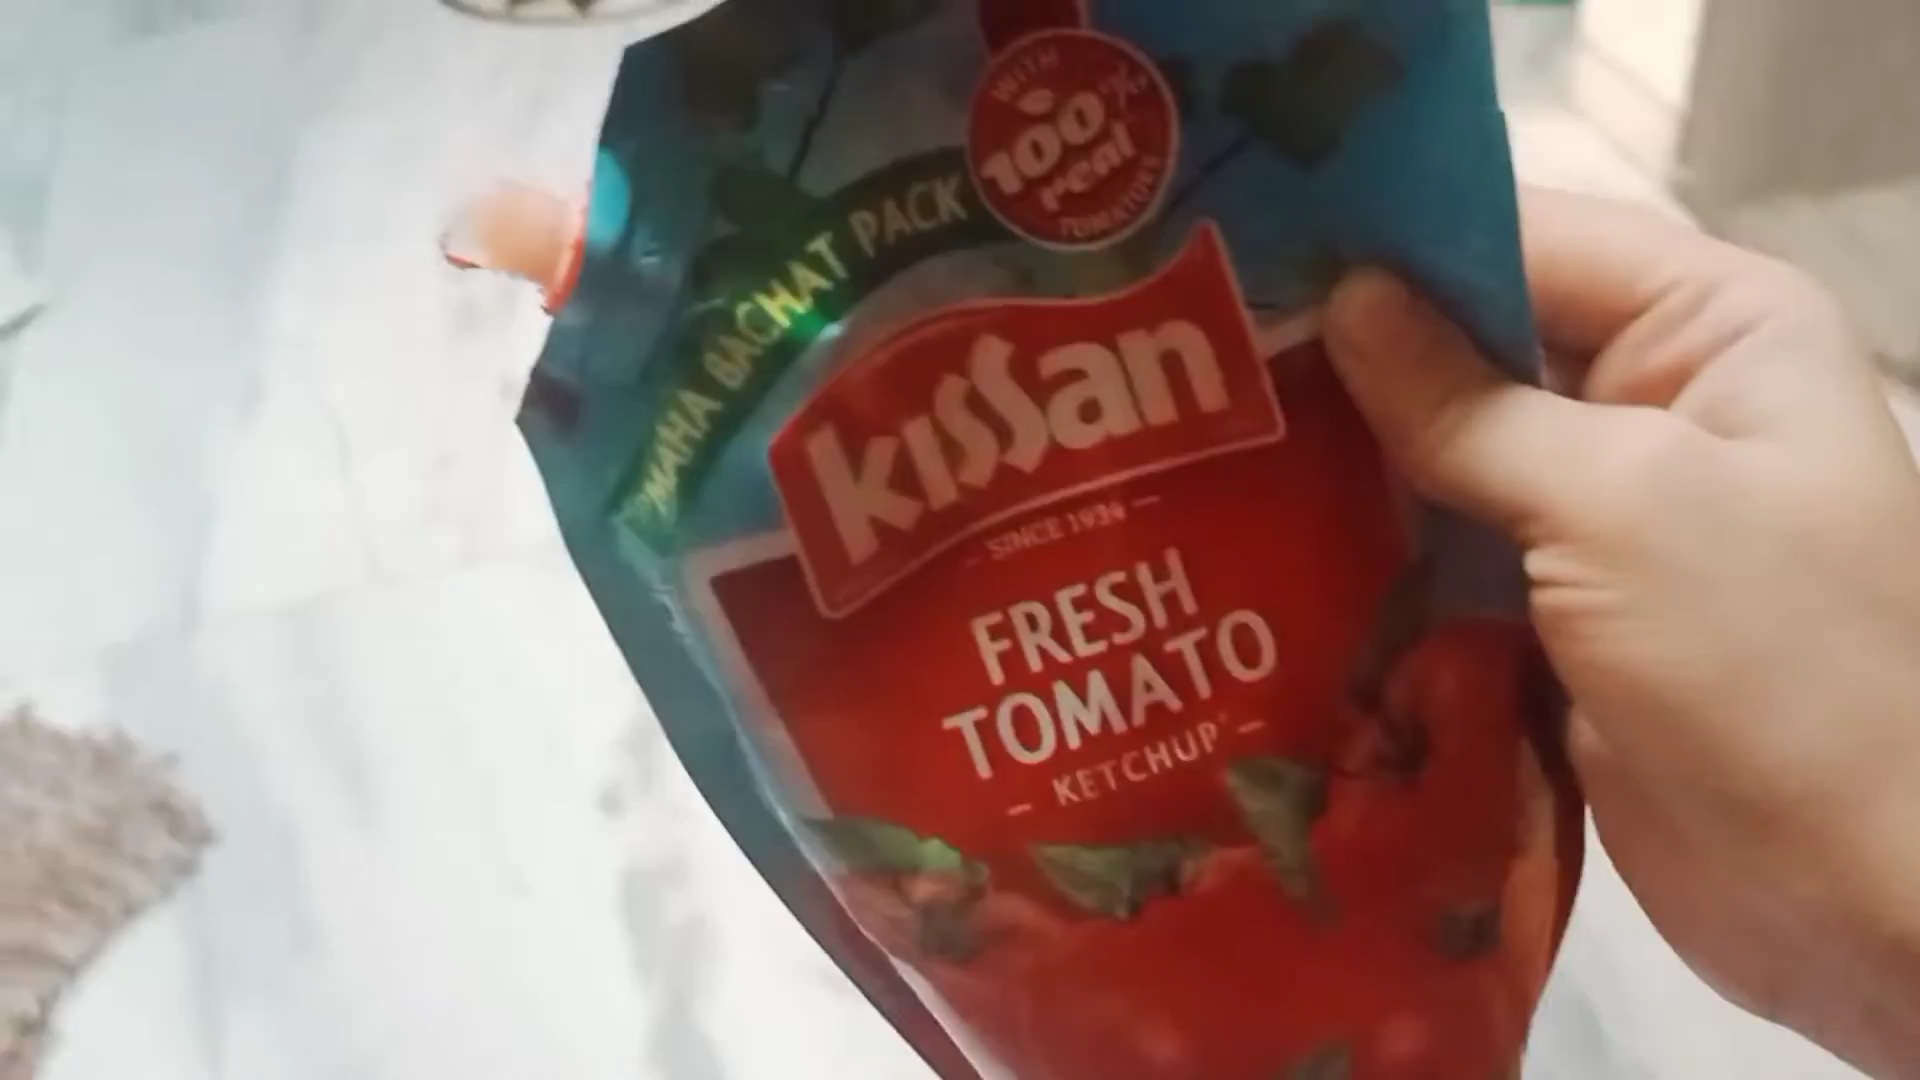 WITH
100%
real
TOMATOES
MAHA BACHAT PACK
kissan
- SINCE 1934 -
FRESH
TOMATO
- KETCHUP -